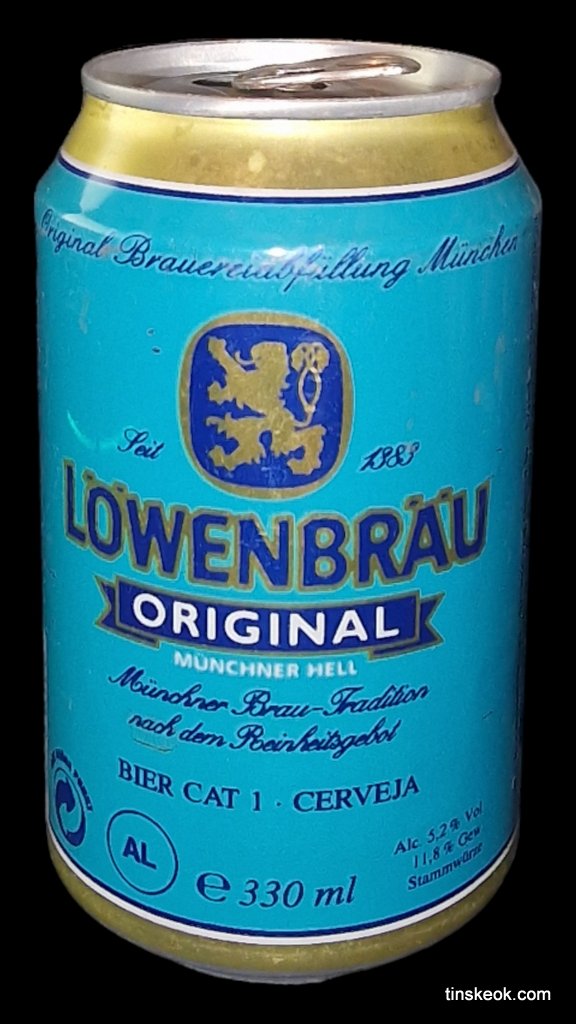 Original Brauereiabfüllung München
Seit 1383
LÖWENBRÄU
ORIGINAL
MÜNCHNER HELL
Münchner Brau-Tradition
nach dem Reinheitsgebot
BIER CAT 1 · CERVEJA
Alc. 5,2 % Vol
11,8 % Gew
Stammwürze
AL
℮ 330 ml
tinskeok.com